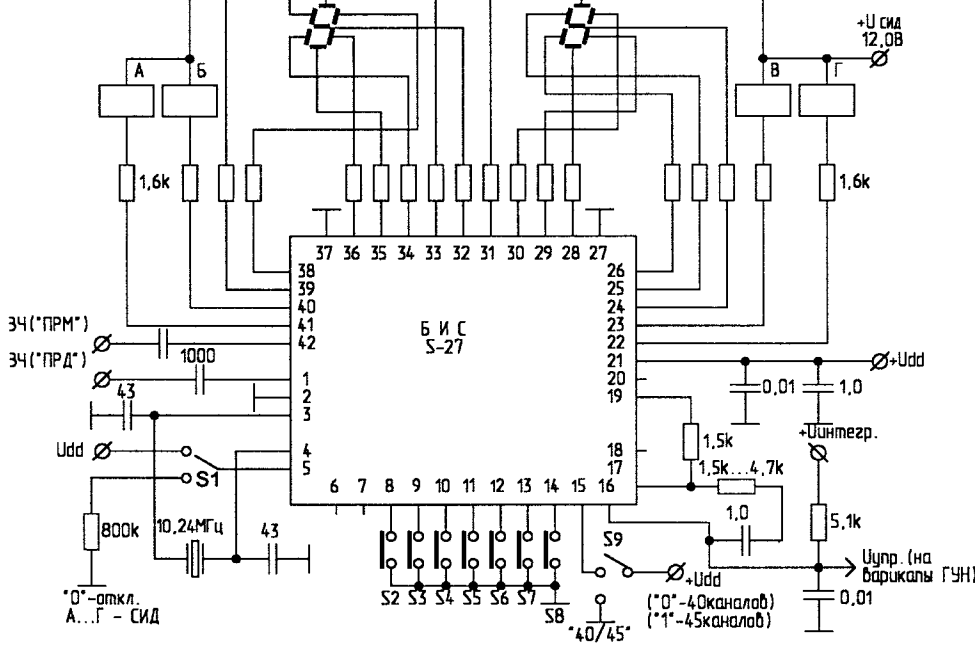 +U сид
12,0В
А
Б
В
Г
1,6k
1,6k
37 36 35 34 33 32 31 30 29 28 27
38
39
40
41
42
1
2
3
4
5
26
25
24
23
22
21
20
19
18
17
6 7 8 9 10 11 12 13 14 15 16
БИС
S-27
ЗЧ("ПРМ")
ЗЧ("ПРД")
1000
43
Udd
S1
800k
10,24МГц
43
"0"-откл.
А...Г - СИД
S2 S3 S4 S5 S6 S7 S8
S9
+Udd
("0"-40каналов)
("1"-45каналов)
"40/45"
+Udd
0,01
1,0
+Uинтегр.
1,5k
1,5k...4,7k
1,0
5,1k
Uупр.(на
варикапы ГУН)
0,01